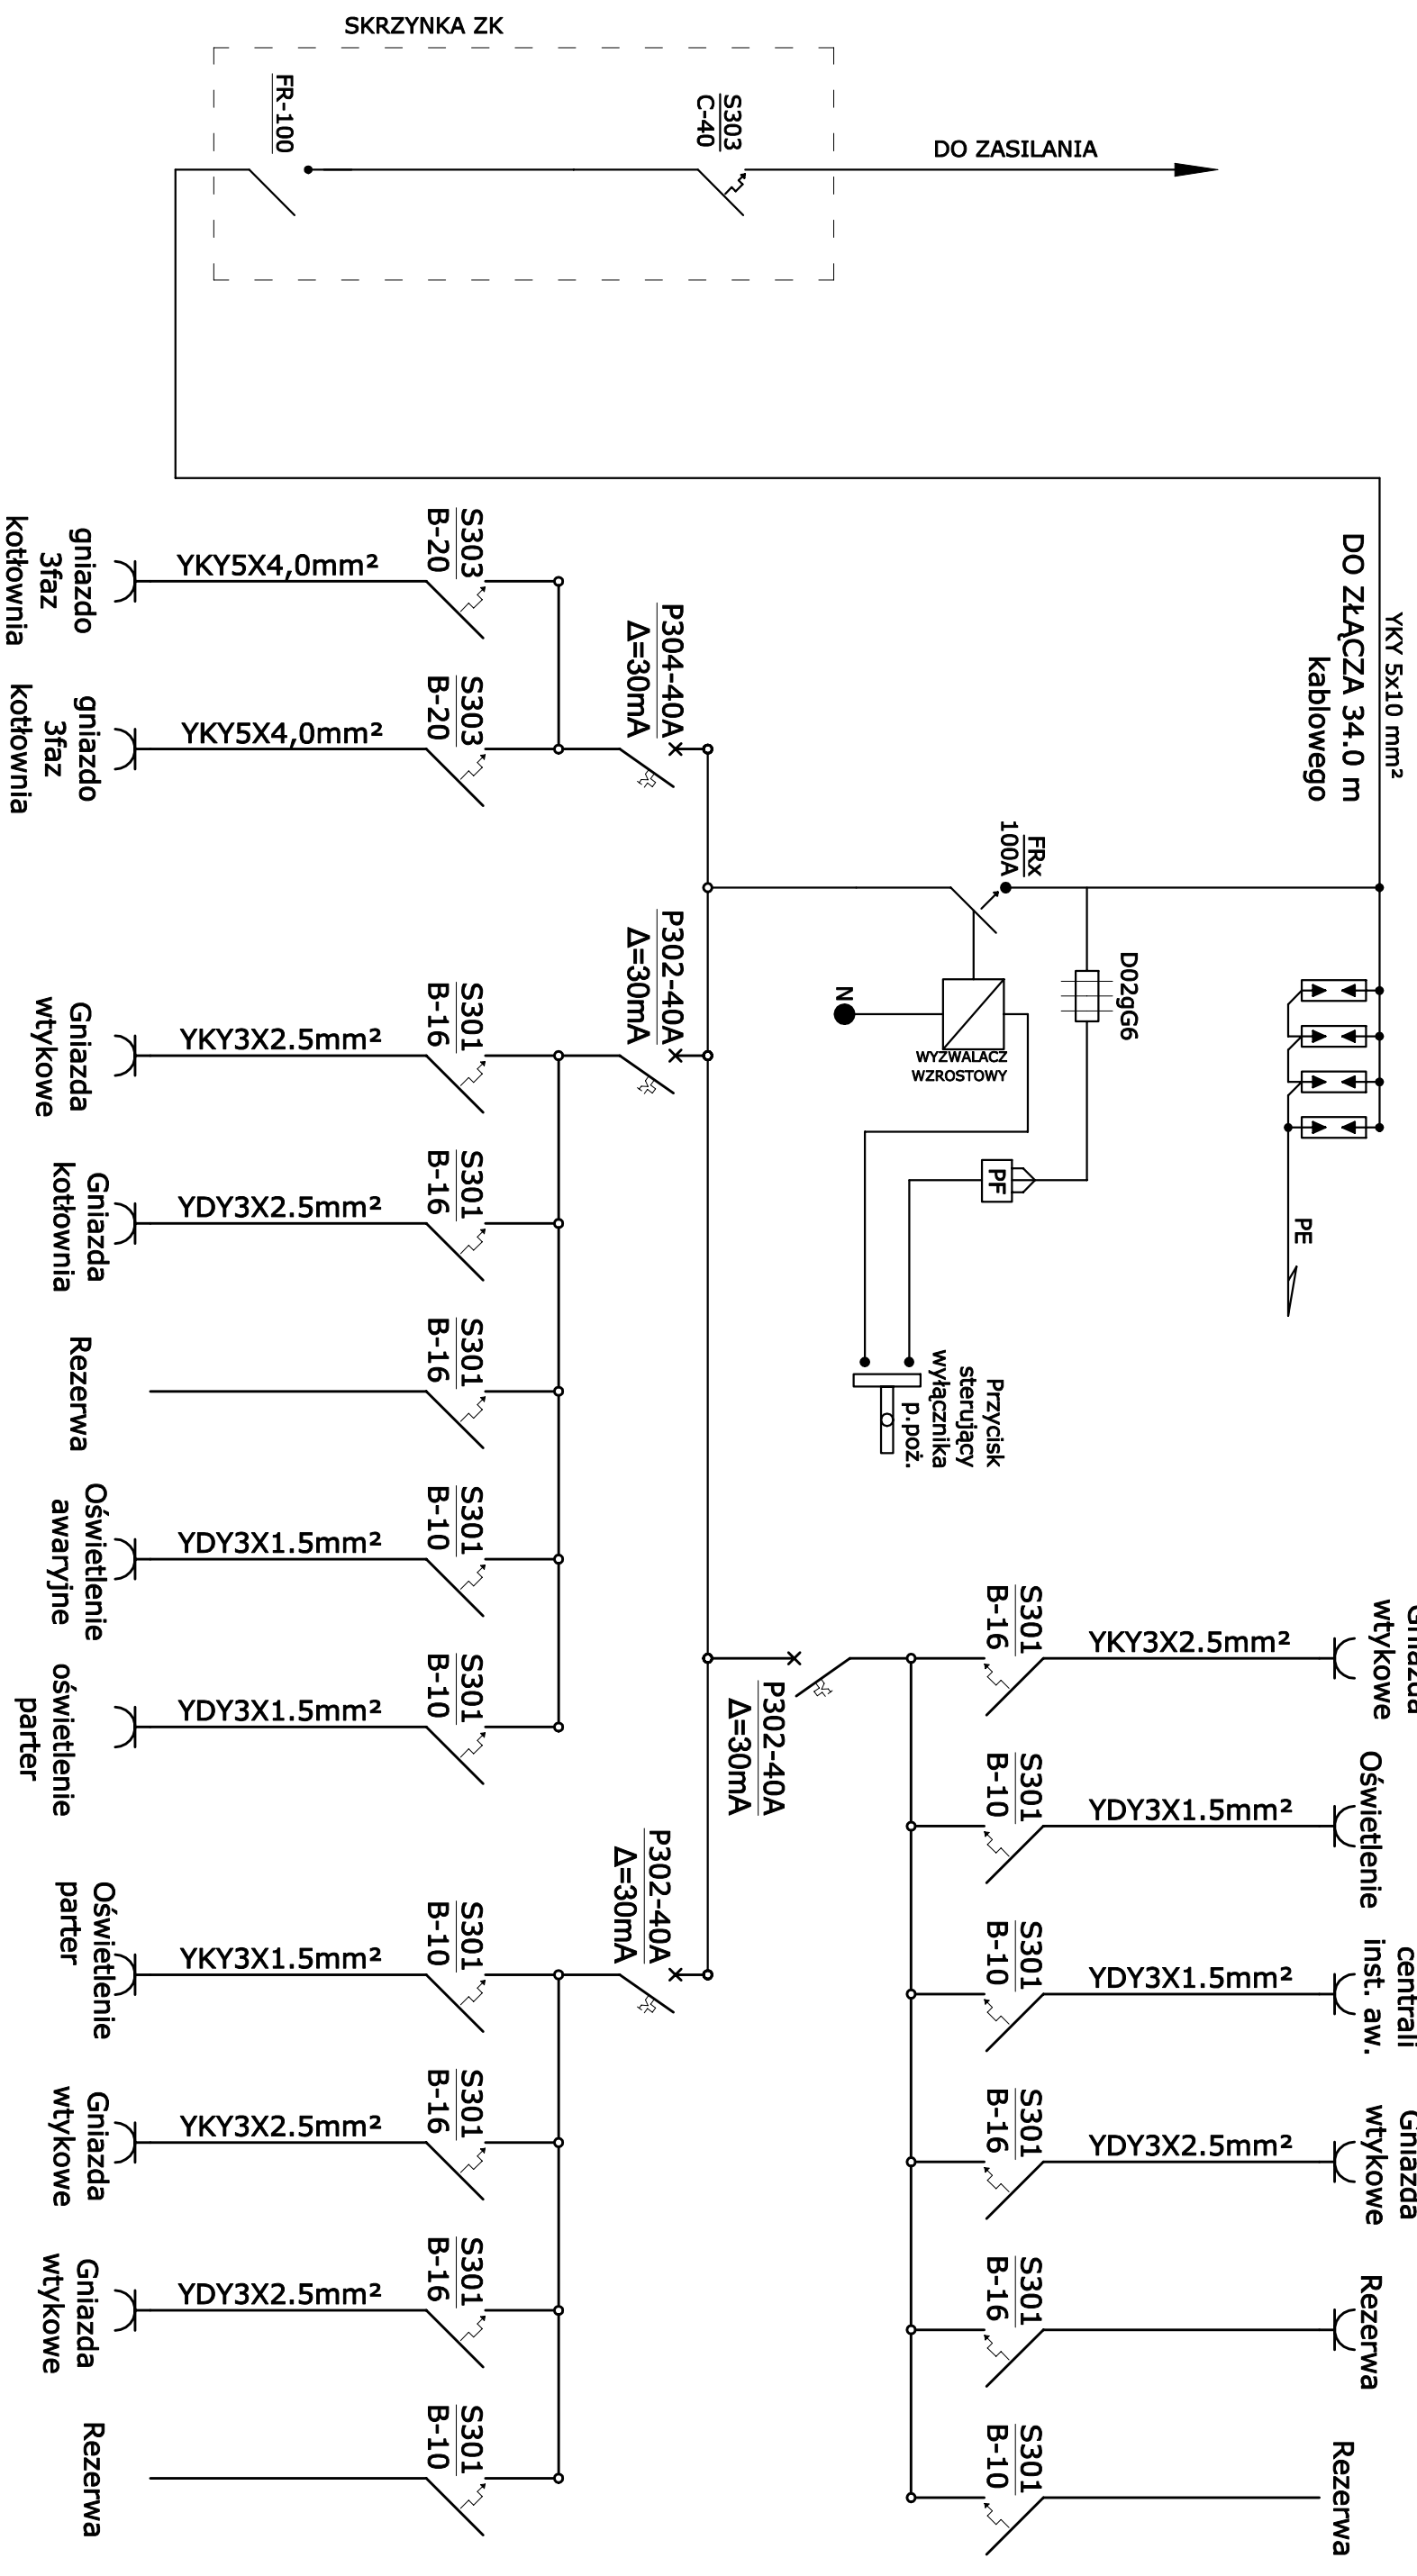 SKRZYNKA ZK
FR-100
S303
C-40
DO ZASILANIA
YKY 5x10 mm²
DO ZŁĄCZA 34.0 m
kablowego
FRx
100A
D02gG6
N
WYZWALACZ
WZROSTOWY
PF
PE
Przycisk
sterujący
wyłącznika
p.poż.
P304-40A
Δ=30mA
S303
B-20
YKY5X4,0mm²
gniazdo
3faz
kotłownia
S303
B-20
YKY5X4,0mm²
gniazdo
3faz
kotłownia
P302-40A
Δ=30mA
S301
B-16
YKY3X2.5mm²
Gniazda
wtykowe
S301
B-16
YDY3X2.5mm²
Gniazda
kotłownia
S301
B-16
Rezerwa
S301
B-10
YDY3X1.5mm²
Oświetlenie
awaryjne
S301
B-10
YDY3X1.5mm²
oświetlenie
parter
P302-40A
Δ=30mA
S301
B-16
YKY3X2.5mm²
Gniazda
wtykowe
S301
B-10
YDY3X1.5mm²
Oświetlenie
S301
B-10
YDY3X1.5mm²
centrali
inst. aw.
S301
B-16
YDY3X2.5mm²
Gniazda
wtykowe
S301
B-16
Rezerwa
S301
B-10
Rezerwa
P302-40A
Δ=30mA
S301
B-10
YKY3X1.5mm²
Oświetlenie
parter
S301
B-16
YKY3X2.5mm²
Gniazda
wtykowe
S301
B-16
YDY3X2.5mm²
Gniazda
wtykowe
S301
B-10
Rezerwa